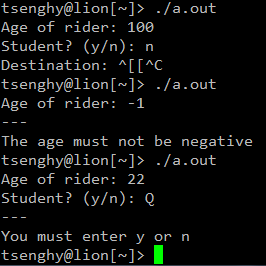 tsenghy@lion[~]> ./a.out
Age of rider: 100
Student? (y/n): n
Destination: ^[[^C
tsenghy@lion[~]> ./a.out
Age of rider: -1
---
The age must not be negative
tsenghy@lion[~]> ./a.out
Age of rider: 22
Student? (y/n): Q
---
You must enter y or n
tsenghy@lion[~]>